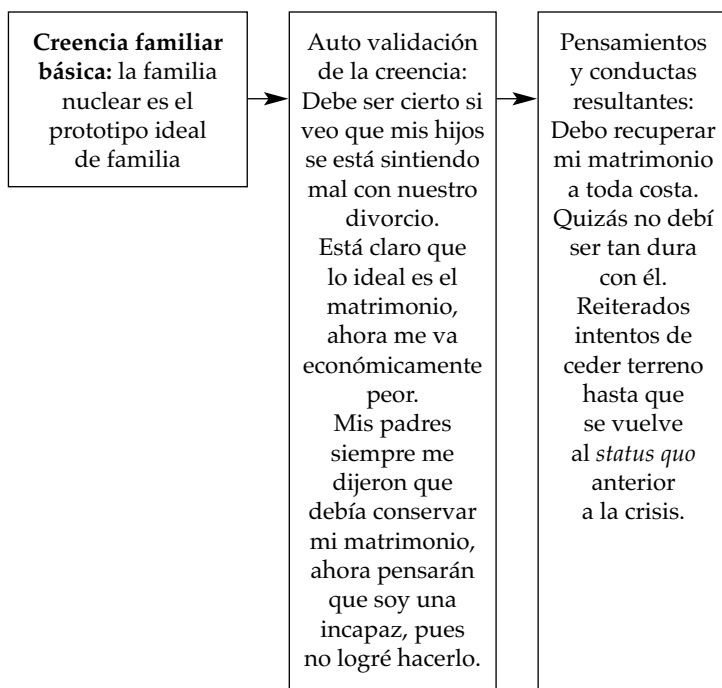 Creencia familiar
básica: la familia
nuclear es el
prototipo ideal
de familia
Auto validación
de la creencia:
Debe ser cierto si
veo que mis hijos
se está sintiendo
mal con nuestro
divorcio.
Está claro que
lo ideal es el
matrimonio,
ahora me va
económicamente
peor.
Mis padres
siempre me
dijeron que
debía conservar
mi matrimonio,
ahora pensarán
que soy una
incapaz, pues
no logré hacerlo.
Pensamientos
y conductas
resultantes:
Debo recuperar
mi matrimonio
a toda costa.
Quizás no debí
ser tan dura
con él.
Reiterados
intentos de
ceder terreno
hasta que
se vuelve
al status quo
anterior
a la crisis.